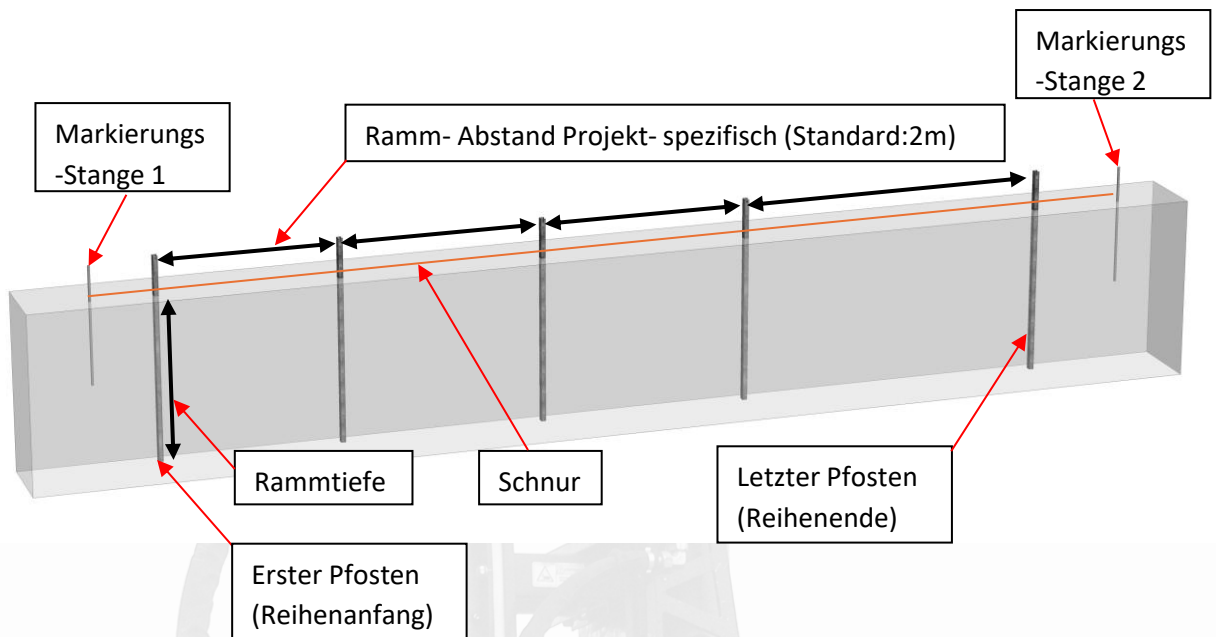 Markierungs
-Stange 2
Markierungs
-Stange 1
Ramm- Abstand Projekt- spezifisch (Standard:2m)
Rammtiefe
Schnur
Letzter Pfosten
(Reihenende)
Erster Pfosten
(Reihenanfang)